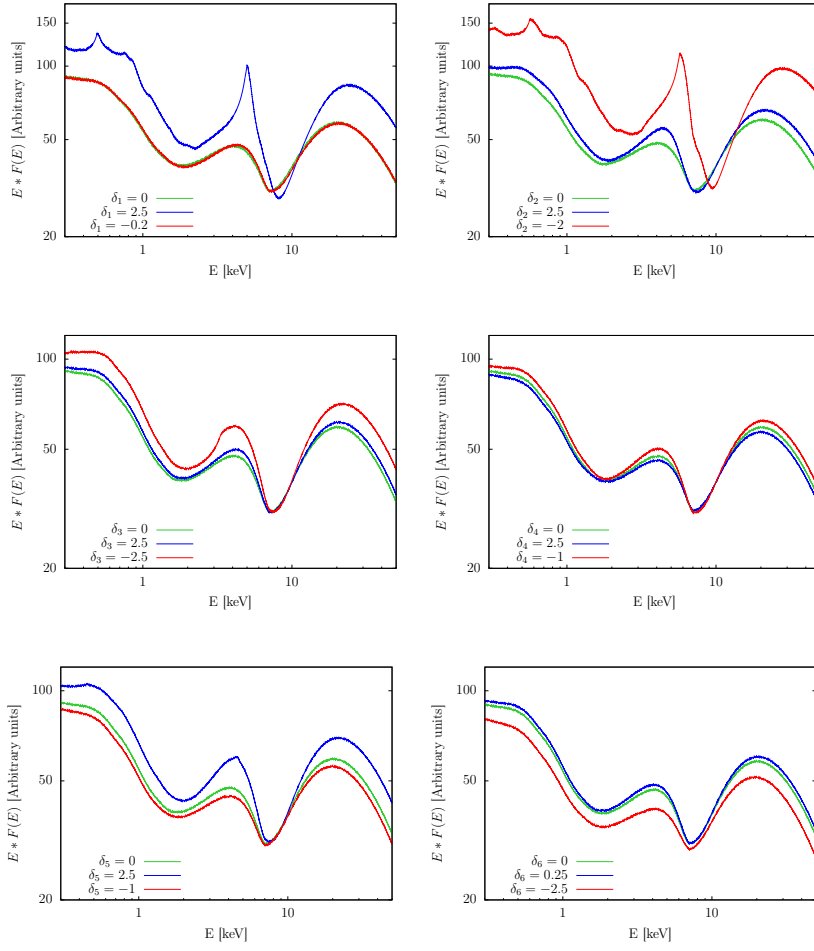 150
100
50
20
E ∗ F(E) [Arbitrary units]
δ₁ = 0
δ₁ = 2.5
δ₁ = −0.2
1
10
E [keV]
150
100
50
20
E ∗ F(E) [Arbitrary units]
δ₂ = 0
δ₂ = 2.5
δ₂ = −2
1
10
E [keV]
100
50
20
E ∗ F(E) [Arbitrary units]
δ₃ = 0
δ₃ = 2.5
δ₃ = −2.5
1
10
E [keV]
100
50
20
E ∗ F(E) [Arbitrary units]
δ₄ = 0
δ₄ = 2.5
δ₄ = −1
1
10
E [keV]
100
50
20
E ∗ F(E) [Arbitrary units]
δ₅ = 0
δ₅ = 2.5
δ₅ = −1
1
10
E [keV]
100
50
20
E ∗ F(E) [Arbitrary units]
δ₆ = 0
δ₆ = 0.25
δ₆ = −2.5
1
10
E [keV]